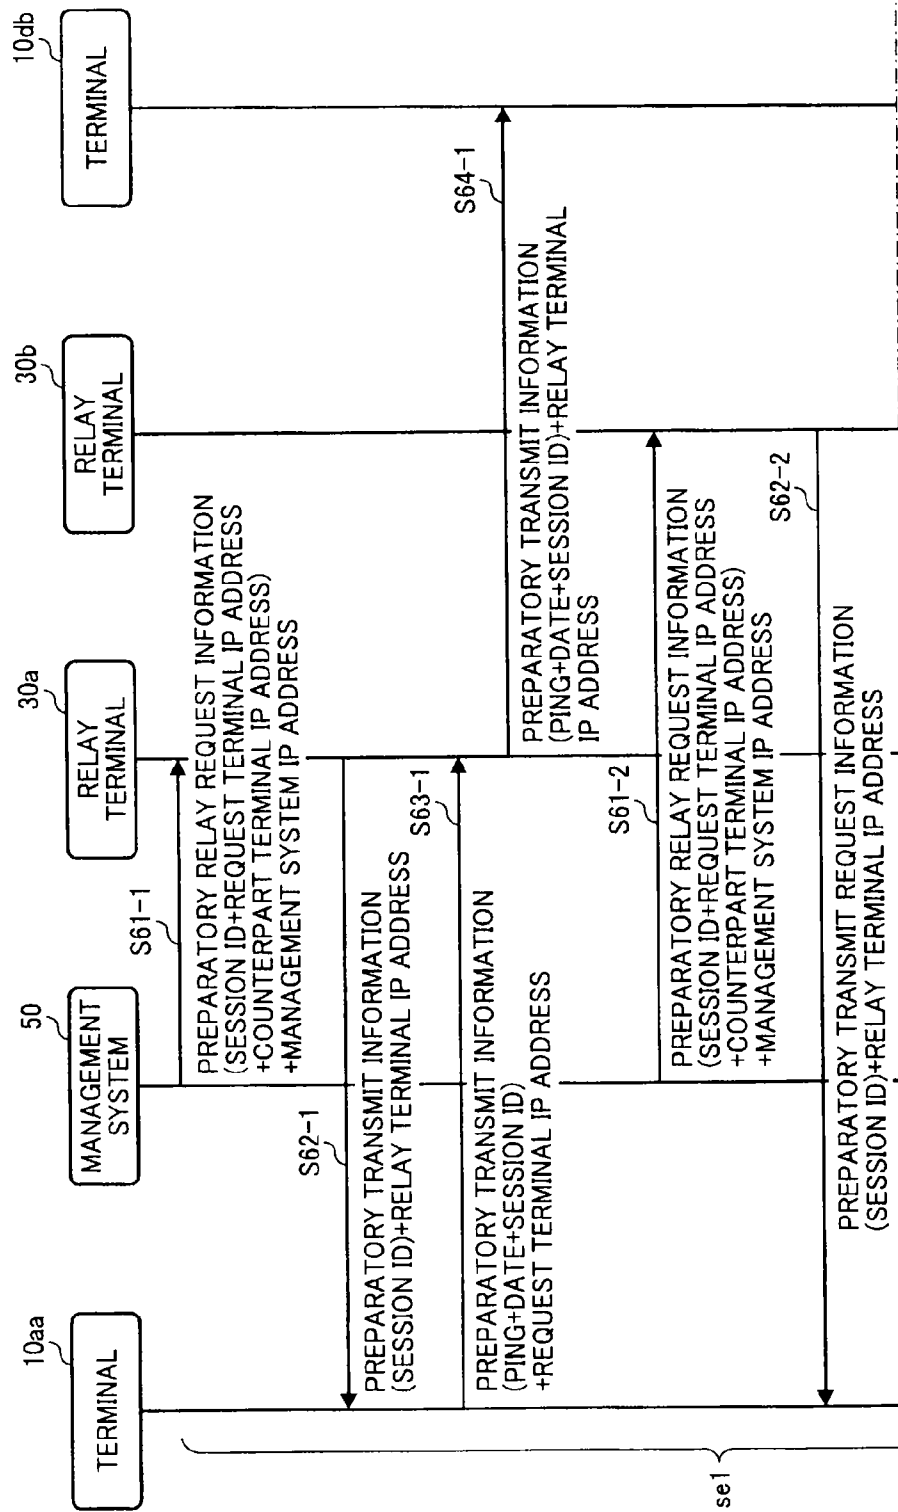 10aa
TERMINAL
50
MANAGEMENT
SYSTEM
30a
RELAY
TERMINAL
30b
RELAY
TERMINAL
10db
TERMINAL
S61-1
PREPARATORY RELAY REQUEST INFORMATION
(SESSION ID+REQUEST TERMINAL IP ADDRESS
+COUNTERPART TERMINAL IP ADDRESS)
+MANAGEMENT SYSTEM IP ADDRESS
S62-1
PREPARATORY TRANSMIT INFORMATION
(SESSION ID)+RELAY TERMINAL IP ADDRESS
S63-1
PREPARATORY TRANSMIT INFORMATION
(PING+DATE+SESSION ID)
+REQUEST TERMINAL IP ADDRESS
S64-1
PREPARATORY TRANSMIT INFORMATION
(PING+DATE+SESSION ID)+RELAY TERMINAL
IP ADDRESS
S61-2
PREPARATORY RELAY REQUEST INFORMATION
(SESSION ID+REQUEST TERMINAL IP ADDRESS
+COUNTERPART TERMINAL IP ADDRESS)
+MANAGEMENT SYSTEM IP ADDRESS
S62-2
PREPARATORY TRANSMIT REQUEST INFORMATION
(SESSION ID)+RELAY TERMINAL IP ADDRESS
se1